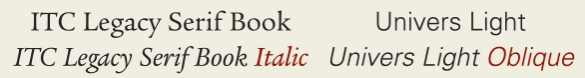 ITC Legacy Serif Book
ITC Legacy Serif Book Italic
Univers Light
Univers Light Oblique